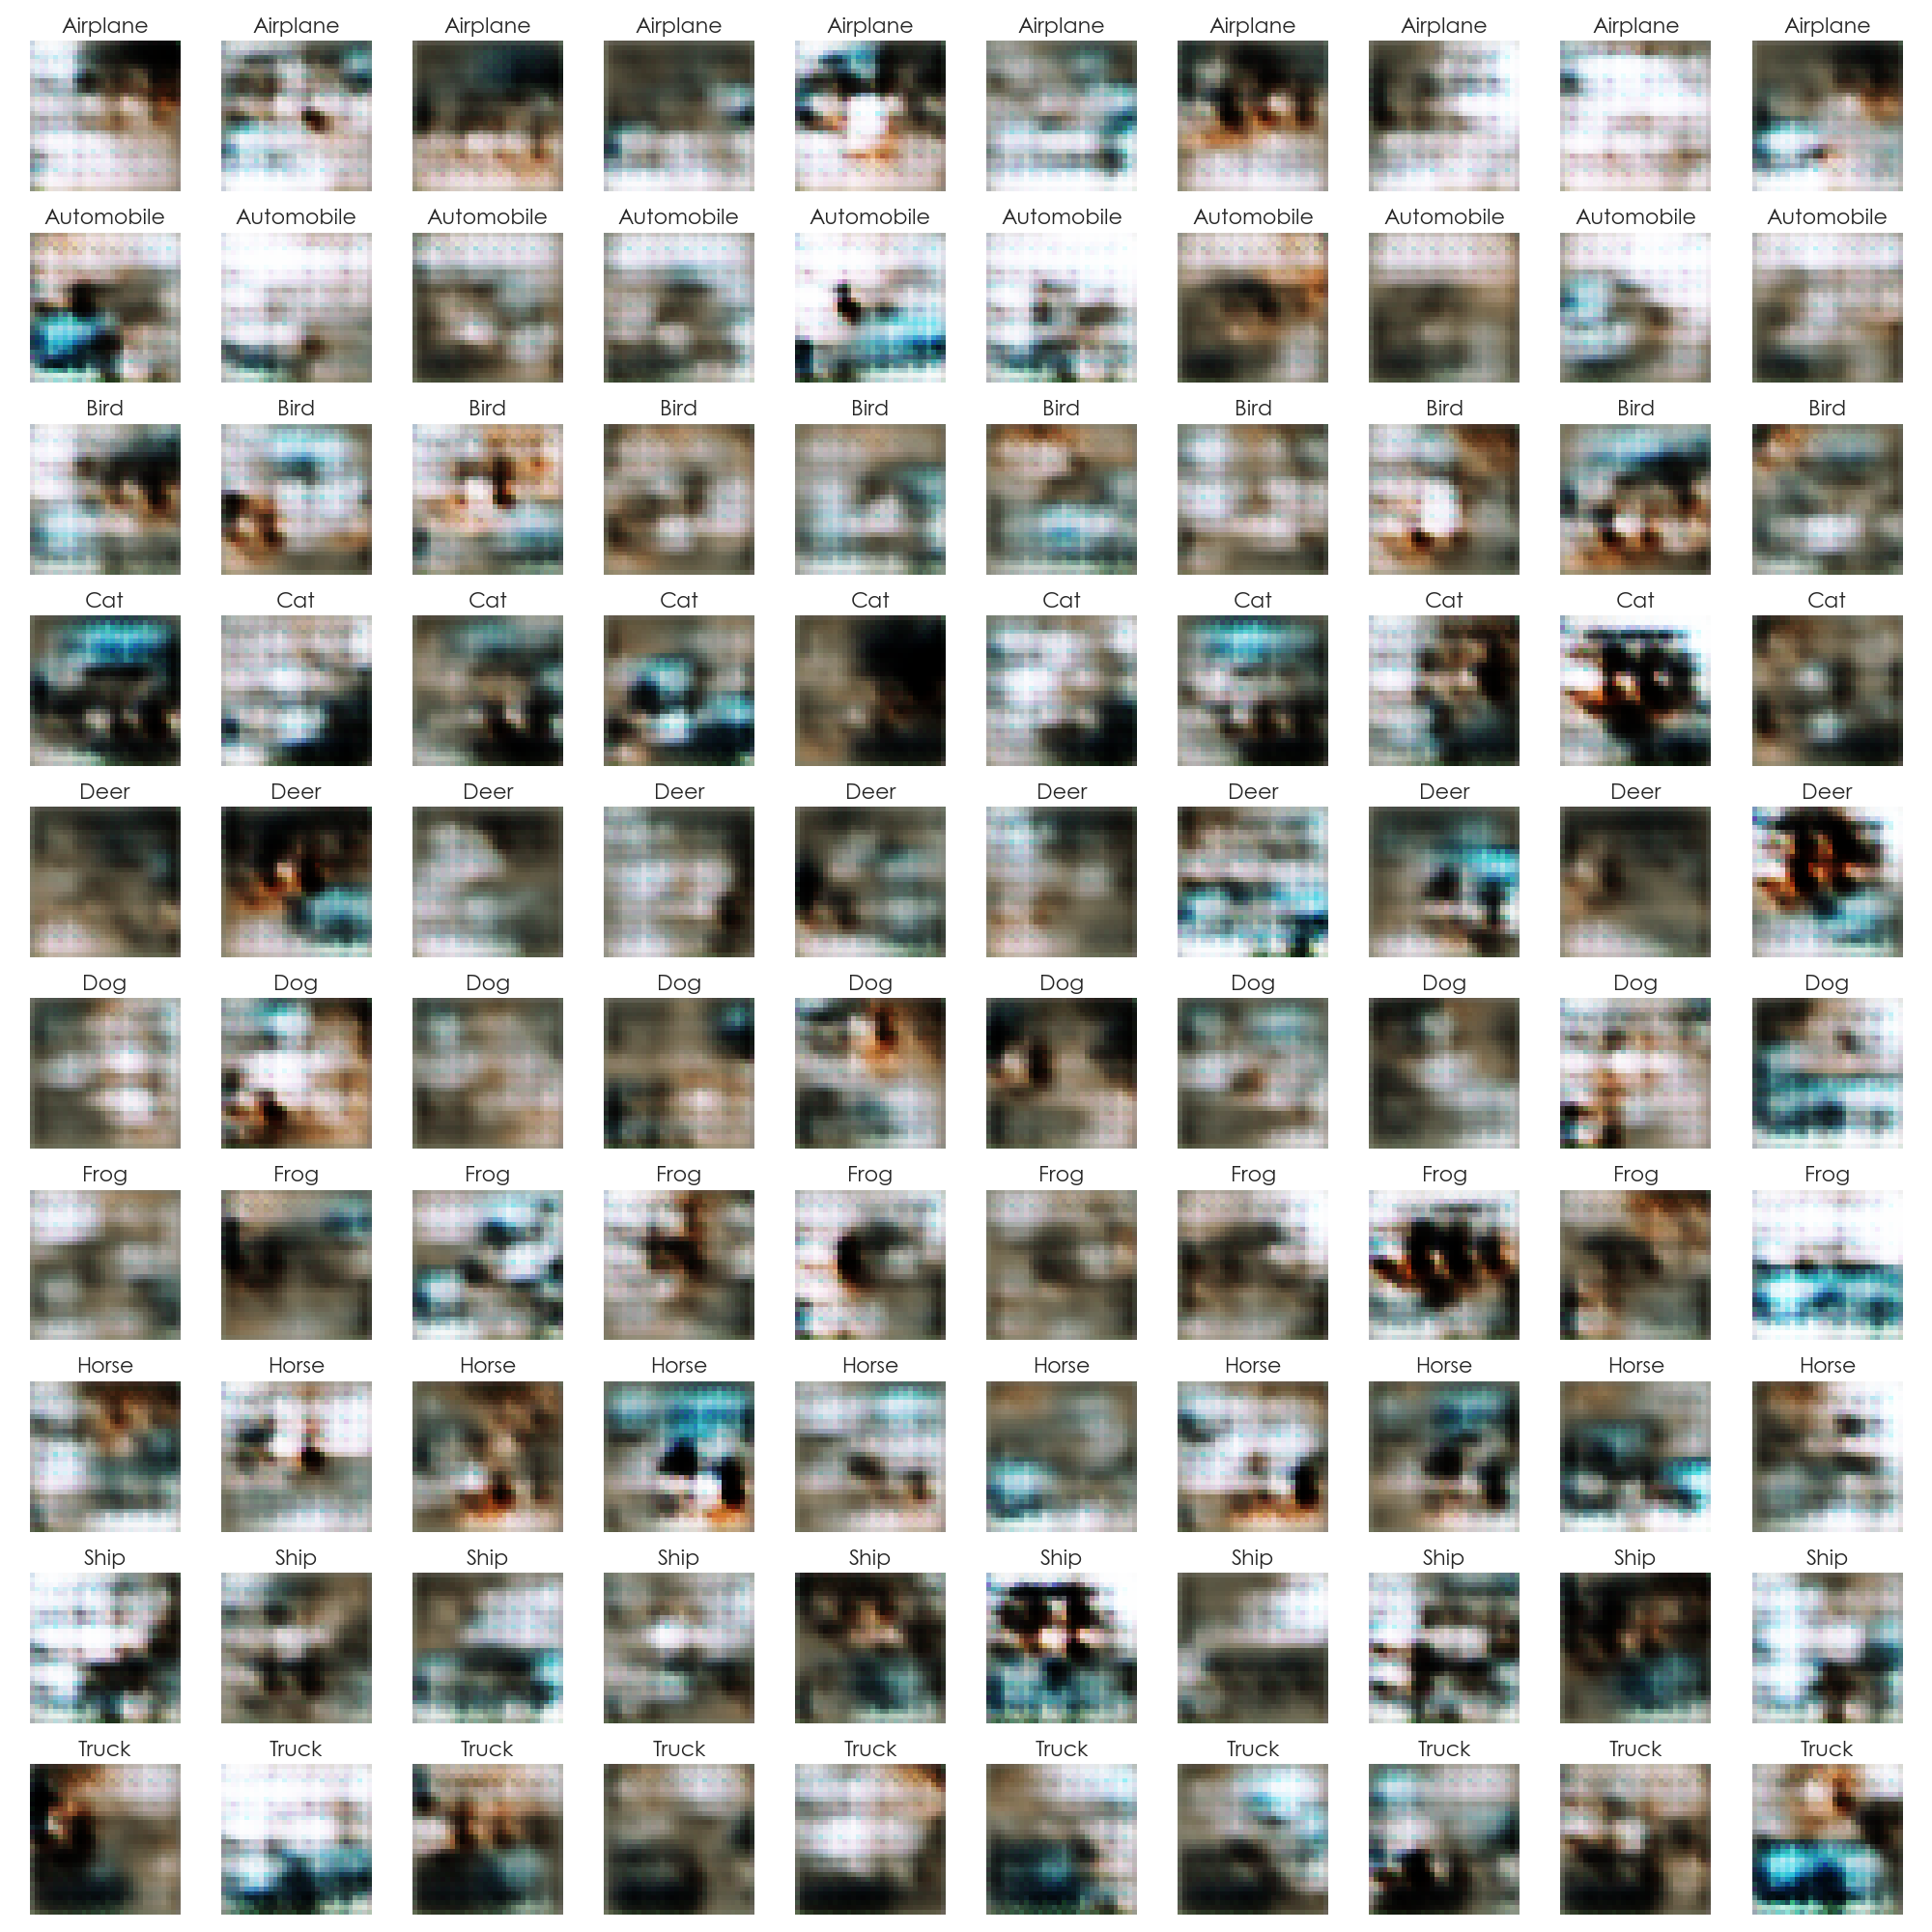 Airplane Airplane Airplane Airplane Airplane Airplane Airplane Airplane Airplane Airplane
Automobile Automobile Automobile Automobile Automobile Automobile Automobile Automobile Automobile Automobile
Bird Bird Bird Bird Bird Bird Bird Bird Bird Bird
Cat Cat Cat Cat Cat Cat Cat Cat Cat Cat
Deer Deer Deer Deer Deer Deer Deer Deer Deer Deer
Dog Dog Dog Dog Dog Dog Dog Dog Dog Dog
Frog Frog Frog Frog Frog Frog Frog Frog Frog Frog
Horse Horse Horse Horse Horse Horse Horse Horse Horse Horse
Ship Ship Ship Ship Ship Ship Ship Ship Ship Ship
Truck Truck Truck Truck Truck Truck Truck Truck Truck Truck